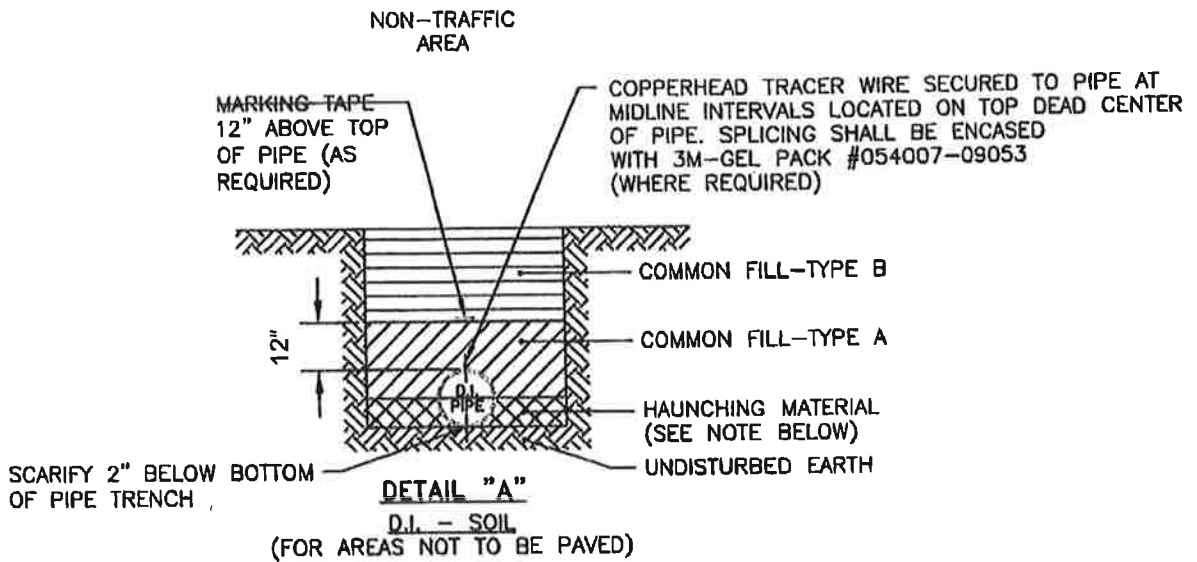 NON-TRAFFIC
AREA
MARKING TAPE
12" ABOVE TOP
OF PIPE (AS
REQUIRED)
COPPERHEAD TRACER WIRE SECURED TO PIPE AT
MIDLINE INTERVALS LOCATED ON TOP DEAD CENTER
OF PIPE. SPLICING SHALL BE ENCASED
WITH 3M-GEL PACK #054007-09053
(WHERE REQUIRED)
COMMON FILL-TYPE B
12"
COMMON FILL-TYPE A
D.I.
PIPE
HAUNCHING MATERIAL
(SEE NOTE BELOW)
UNDISTURBED EARTH
SCARIFY 2" BELOW BOTTOM
OF PIPE TRENCH
DETAIL "A"
D.I. - SOIL
(FOR AREAS NOT TO BE PAVED)